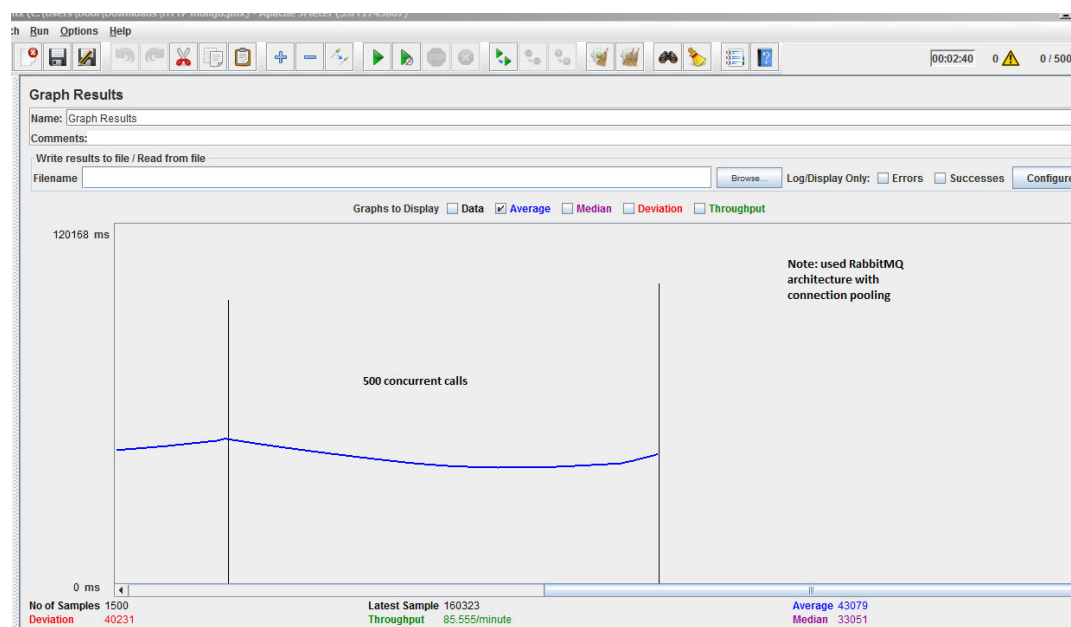 Run Options Help
00:02:40 0 0 / 500
Graph Results
Name: Graph Results
Comments:
Write results to file / Read from file
Filename Browse... Log/Display Only: Errors Successes Configure
Graphs to Display Data Average Median Deviation Throughput
120168 ms
Note: used RabbitMQ
architecture with
connection pooling
500 concurrent calls
0 ms
No of Samples 1500 Latest Sample 160323 Average 43079
Deviation 40231 Throughput 85.555/minute Median 33051